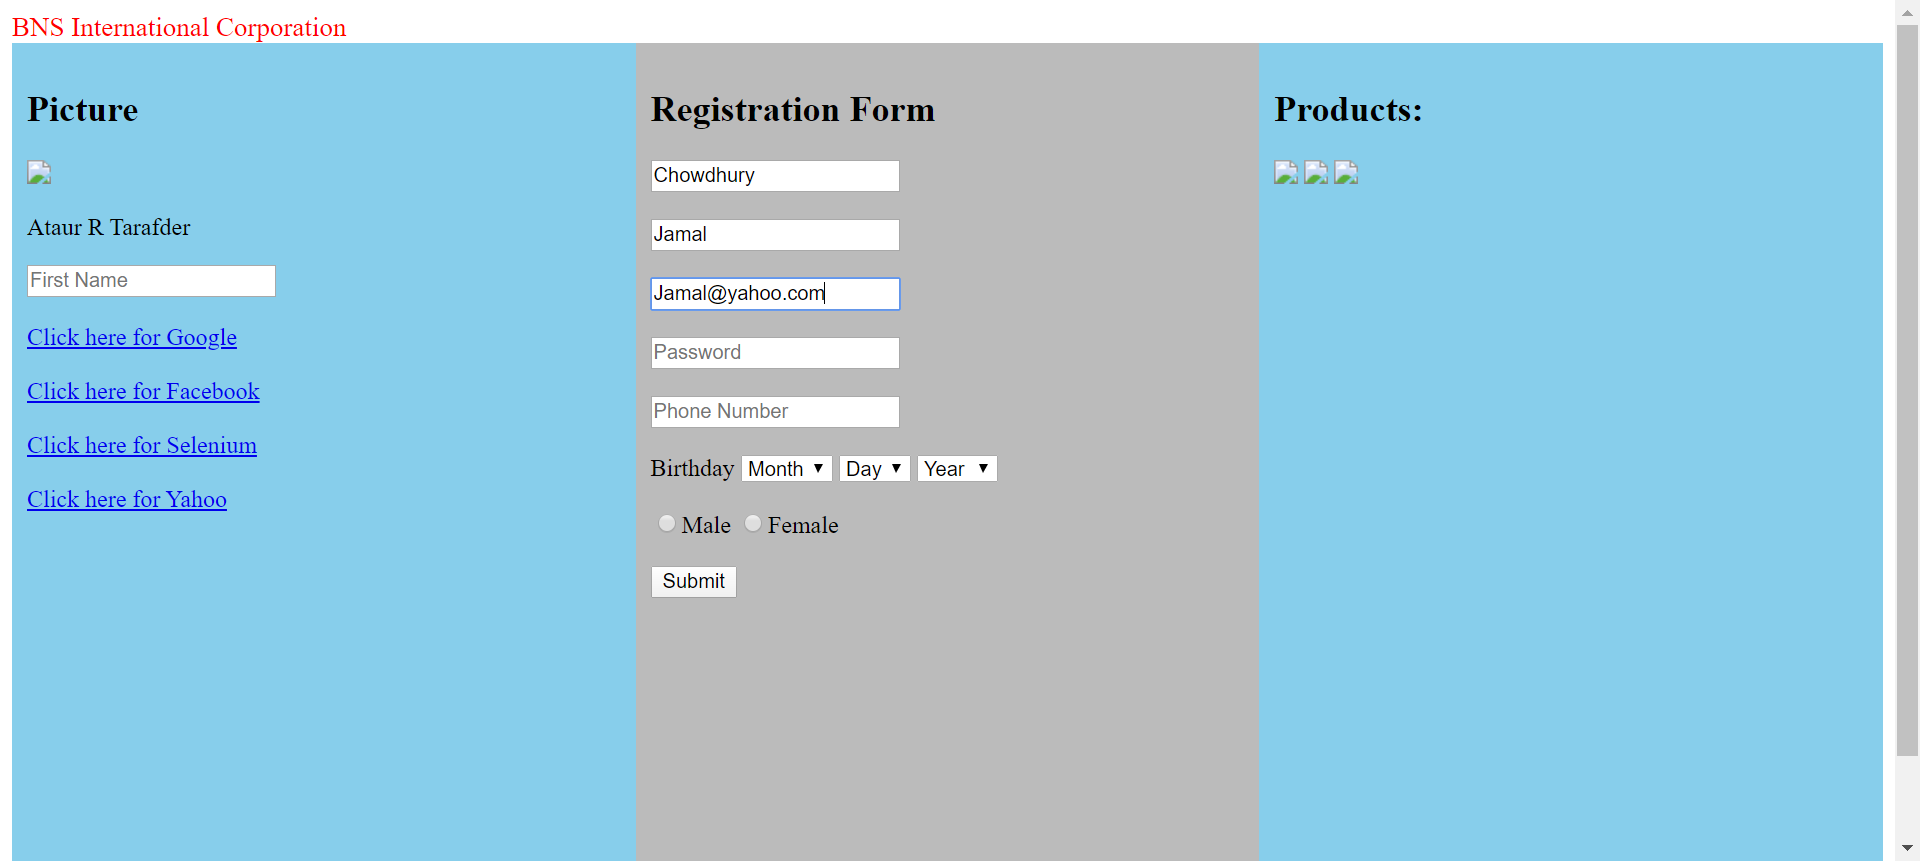 BNS International Corporation
Picture
Ataur R Tarafder
First Name
Click here for Google
Click here for Facebook
Click here for Selenium
Click here for Yahoo
Registration Form
Chowdhury
Jamal
Jamal@yahoo.com
Password
Phone Number
Birthday Month Day Year
Male Female
Submit
Products: